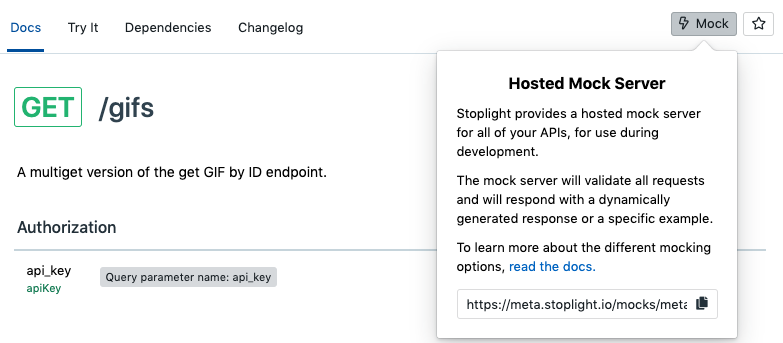 Docs Try It Dependencies Changelog
Mock
GET /gifs
A multiget version of the get GIF by ID endpoint.
Authorization
api_key
apiKey
Query parameter name: api_key
Hosted Mock Server
Stoplight provides a hosted mock server
for all of your APIs, for use during
development.
The mock server will validate all requests
and will respond with a dynamically
generated response or a specific example.
To learn more about the different mocking
options, read the docs.
https://meta.stoplight.io/mocks/meta